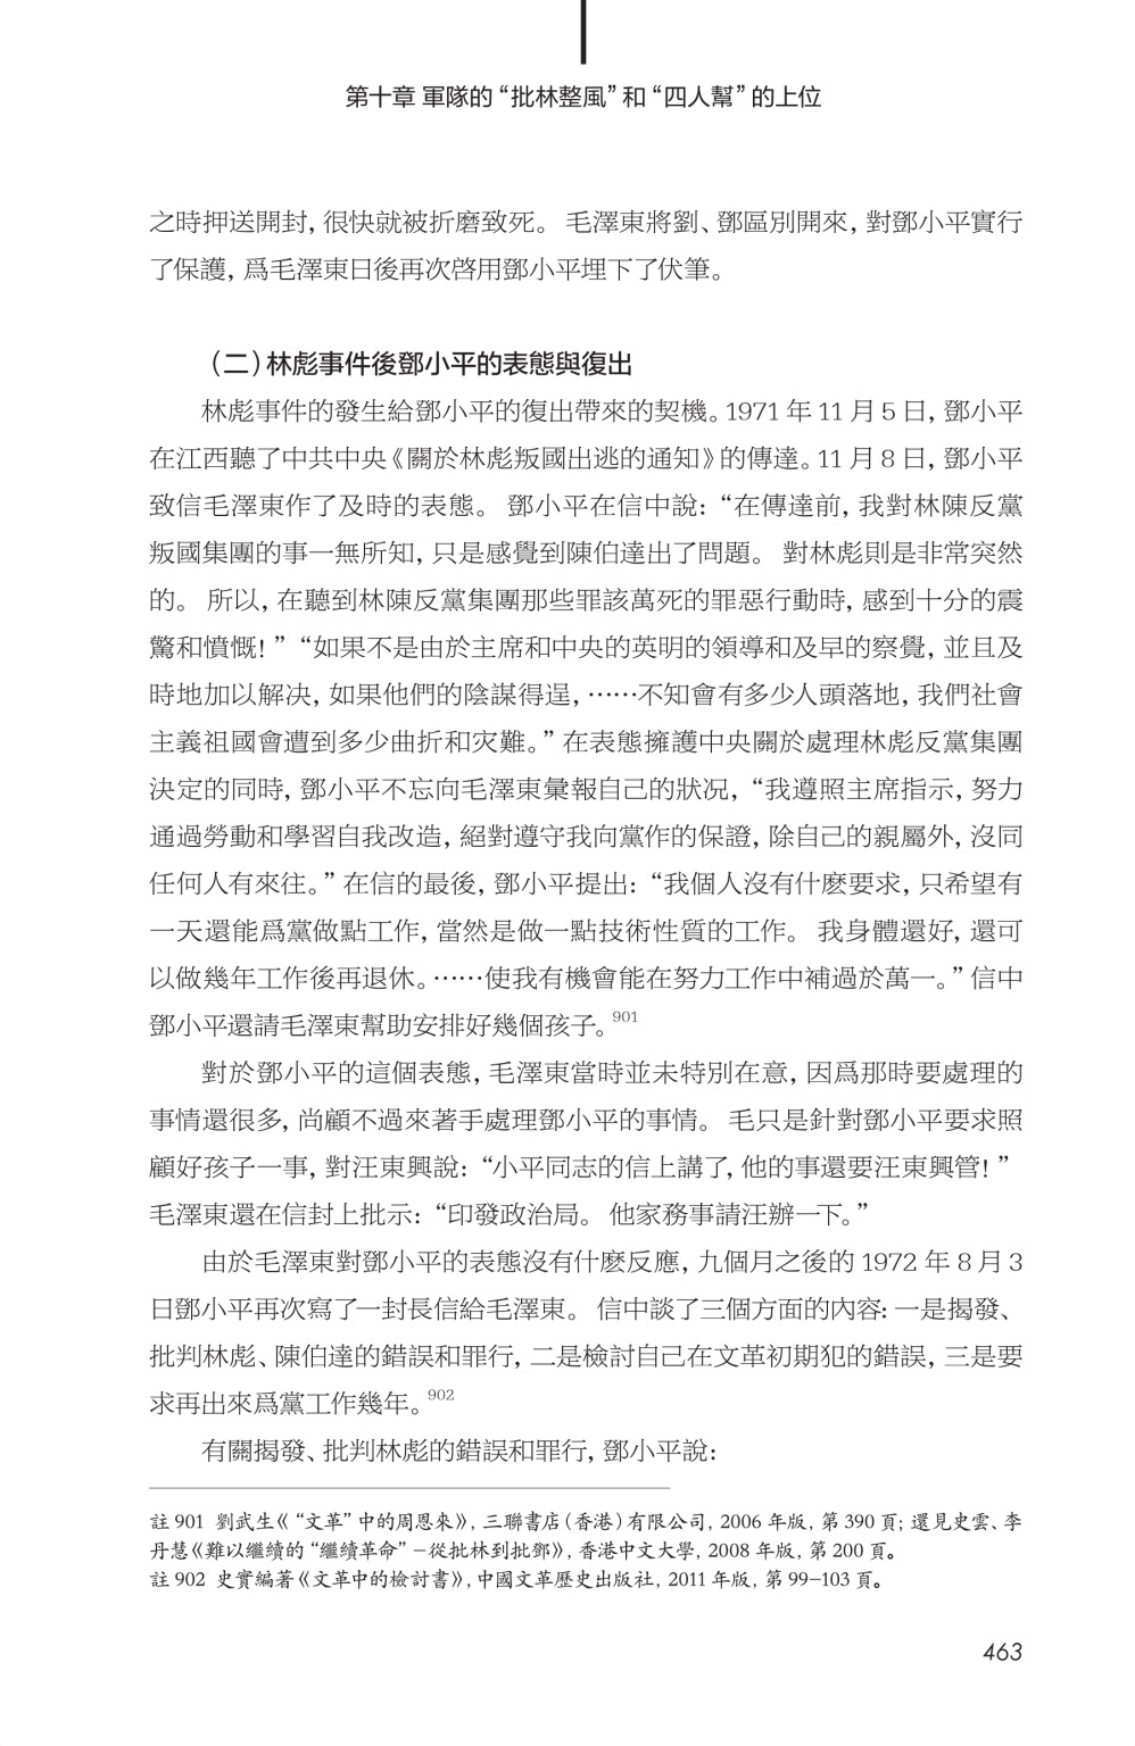 第十章 軍隊的“批林整風”和“四人幫”的上位
之時押送開封，很快就被折磨致死。 毛澤東將劉、鄧區別開來，對鄧小平實行
了保護，爲毛澤東日後再次啓用鄧小平埋下了伏筆。
（二）林彪事件後鄧小平的表態與復出
林彪事件的發生給鄧小平的復出帶來的契機。1971 年 11 月 5 日，鄧小平
在江西聽了中共中央《關於林彪叛國出逃的通知》的傳達。11 月 8 日，鄧小平
致信毛澤東作了及時的表態。 鄧小平在信中說：“在傳達前，我對林陳反黨
叛國集團的事一無所知，只是感覺到陳伯達出了問題。 對林彪則是非常突然
的。 所以，在聽到林陳反黨集團那些罪該萬死的罪惡行動時，感到十分的震
驚和憤慨！”“如果不是由於主席和中央的英明的領導和及早的察覺，並且及
時地加以解決，如果他們的陰謀得逞，……不知會有多少人頭落地，我們社會
主義祖國會遭到多少曲折和灾難。”在表態擁護中央關於處理林彪反黨集團
決定的同時，鄧小平不忘向毛澤東彙報自己的狀况，“我遵照主席指示，努力
通過勞動和學習自我改造，絕對遵守我向黨作的保證，除自己的親屬外，沒同
任何人有來往。”在信的最後，鄧小平提出：“我個人沒有什麽要求，只希望有
一天還能爲黨做點工作，當然是做一點技術性質的工作。 我身體還好，還可
以做幾年工作後再退休。……使我有機會能在努力工作中補過於萬一。”信中
鄧小平還請毛澤東幫助安排好幾個孩子。901
對於鄧小平的這個表態，毛澤東當時並未特別在意，因爲那時要處理的
事情還很多，尚顧不過來著手處理鄧小平的事情。 毛只是針對鄧小平要求照
顧好孩子一事，對汪東興說：“小平同志的信上講了，他的事還要汪東興管！”
毛澤東還在信封上批示：“印發政治局。 他家務事請汪辦一下。”
由於毛澤東對鄧小平的表態沒有什麽反應，九個月之後的 1972 年 8 月 3
日鄧小平再次寫了一封長信給毛澤東。 信中談了三個方面的內容：一是揭發、
批判林彪、陳伯達的錯誤和罪行，二是檢討自己在文革初期犯的錯誤，三是要
求再出來爲黨工作幾年。902
有關揭發、批判林彪的錯誤和罪行，鄧小平說：
註 901 劉武生《“文革”中的周恩來》，三聯書店（香港）有限公司，2006 年版，第 390 頁；還見史雲、李
丹慧《難以繼續的“繼續革命”–從批林到批鄧》，香港中文大學，2008 年版，第 200 頁。
註 902 史實編著《文革中的檢討書》，中國文革歷史出版社，2011 年版，第 99–103 頁。
463